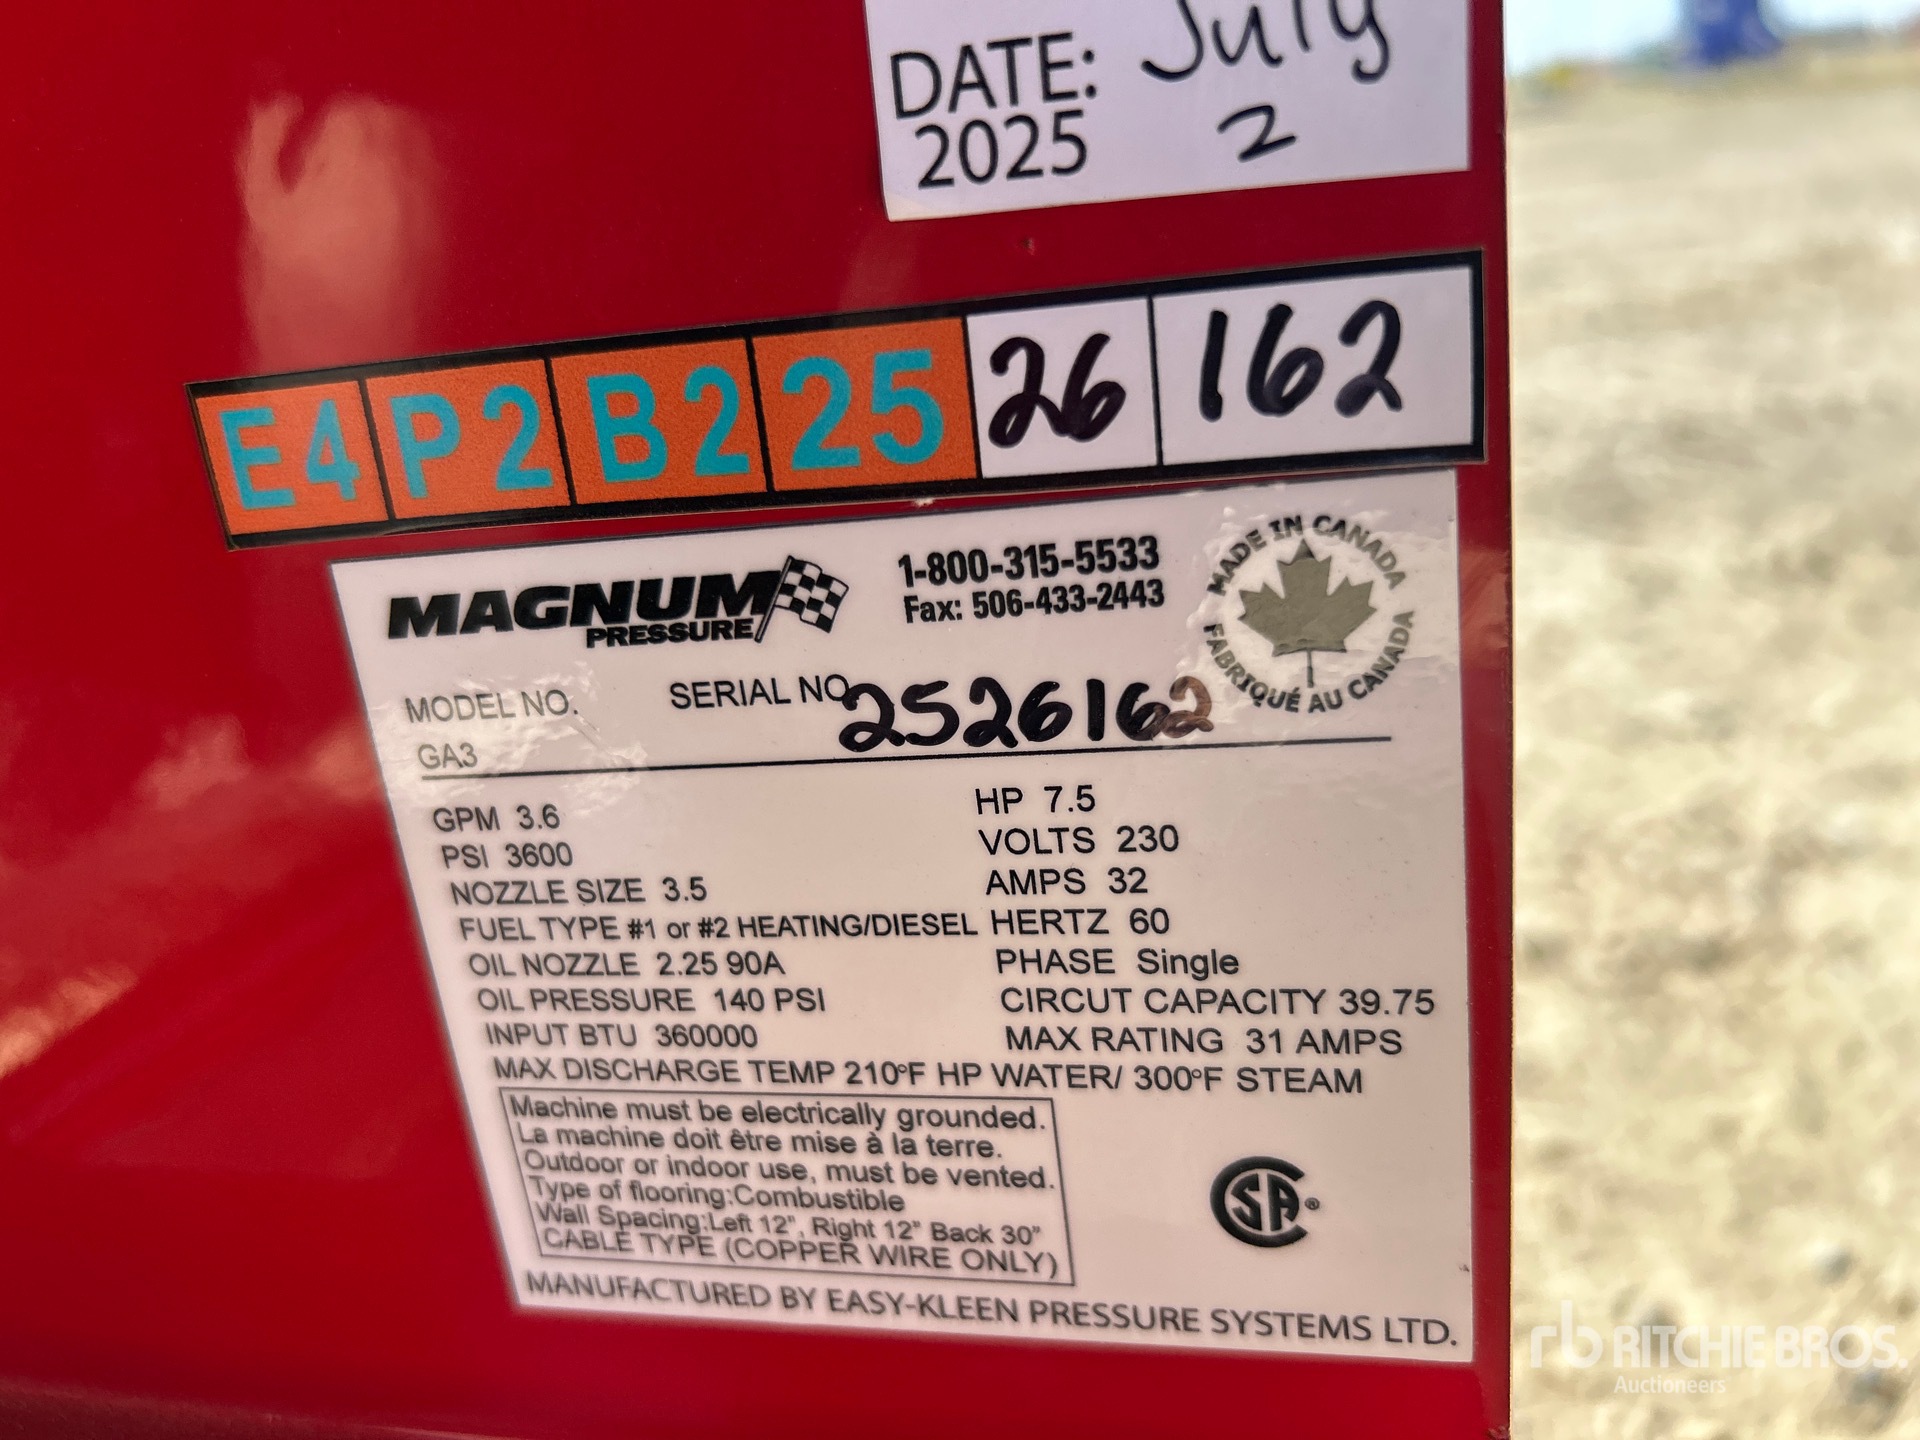 DATE: July
2025 2
E4 P2 B2 25 26 162
MAGNUM
PRESSURE
1-800-315-5533
Fax: 506-433-2443
MADE IN CANADA
FABRIQUÉ AU CANADA
MODEL NO. SERIAL NO. 2526162
GA3
GPM 3.6
PSI 3600
NOZZLE SIZE 3.5
FUEL TYPE #1 or #2 HEATING/DIESEL
OIL NOZZLE 2.25 90A
OIL PRESSURE 140 PSI
INPUT BTU 360000
HP 7.5
VOLTS 230
AMPS 32
HERTZ 60
PHASE Single
CIRCUT CAPACITY 39.75
MAX RATING 31 AMPS
MAX DISCHARGE TEMP 210°F HP WATER/ 300°F STEAM
Machine must be electrically grounded.
La machine doit être mise à la terre.
Outdoor or indoor use, must be vented.
Type of flooring:Combustible
Wall Spacing:Left 12", Right 12" Back 30"
CABLE TYPE (COPPER WIRE ONLY)
SA®
MANUFACTURED BY EASY-KLEEN PRESSURE SYSTEMS LTD.
rb RITCHIE BROS.
Auctioneers